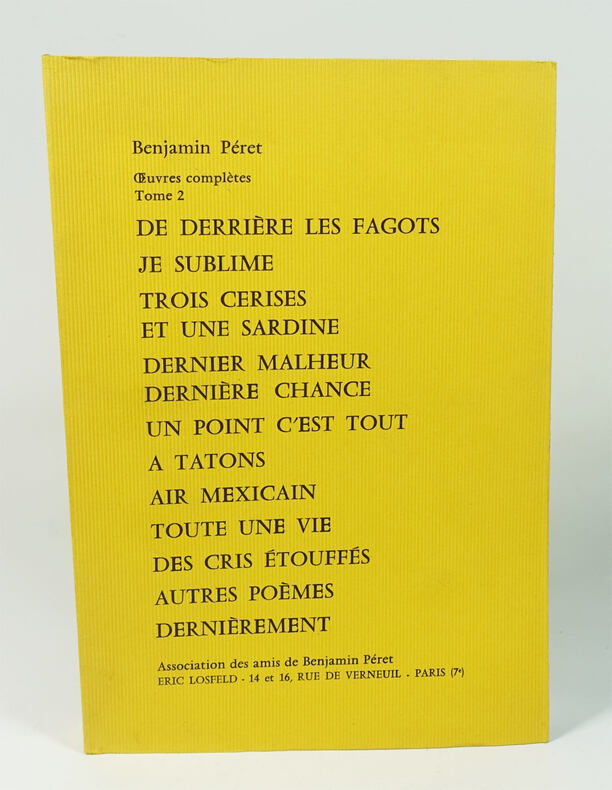 Benjamin Péret
Œuvres complètes
Tome 2
DE DERRIÈRE LES FAGOTS
JE SUBLIME
TROIS CERISES
ET UNE SARDINE
DERNIER MALHEUR
DERNIÈRE CHANCE
UN POINT C'EST TOUT
A TATONS
AIR MEXICAIN
TOUTE UNE VIE
DES CRIS ÉTOUFFÉS
AUTRES POÈMES
DERNIÈREMENT
Association des amis de Benjamin Péret
ERIC LOSFELD - 14 et 16, RUE DE VERNEUIL - PARIS (7e)